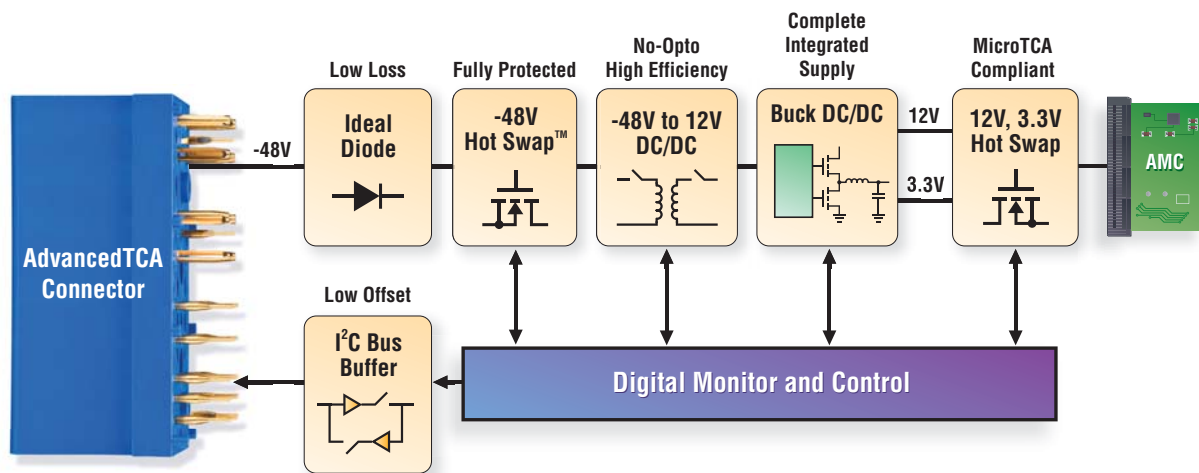 Low Loss
Fully Protected
No-Opto
High Efficiency
Complete
Integrated
Supply
MicroTCA
Compliant
-48V
Ideal
Diode
-48V
Hot Swap™
-48V to 12V
DC/DC
Buck DC/DC
12V
3.3V
12V, 3.3V
Hot Swap
AMC
AdvancedTCA
Connector
Low Offset
I²C Bus
Buffer
Digital Monitor and Control